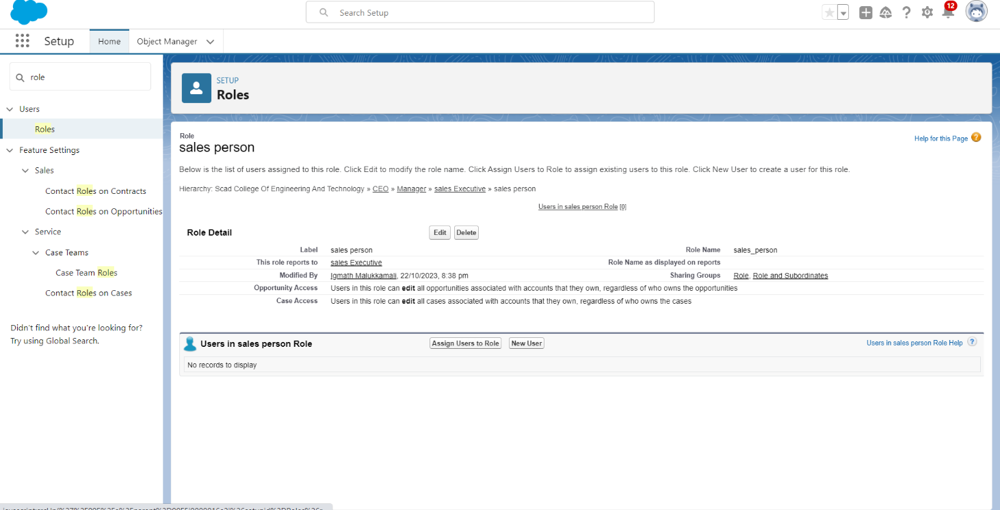 Search Setup
12
Setup
Home
Object Manager
role
Users
Roles
Feature Settings
Sales
Contact Roles on Contracts
Contact Roles on Opportunities
Service
Case Teams
Case Team Roles
Contact Roles on Cases
Didn't find what you're looking for?
Try using Global Search.
SETUP
Roles
Role
sales person
Help for this Page
Below is the list of users assigned to this role. Click Edit to modify the role name. Click Assign Users to Role to assign existing users to this role. Click New User to create a user for this role.
Hierarchy: Scad College Of Engineering And Technology » CEO » Manager » sales Executive » sales person
Users in sales person Role [0]
Role Detail Edit Delete
Label sales person Role Name sales_person
This role reports to sales Executive Role Name as displayed on reports
Modified By Igmath Malukkamali, 22/10/2023, 8:38 pm Sharing Groups Role, Role and Subordinates
Opportunity Access Users in this role can edit all opportunities associated with accounts that they own, regardless of who owns the opportunities
Case Access Users in this role can edit all cases associated with accounts that they own, regardless of who owns the cases
Users in sales person Role Assign Users to Role New User Users in sales person Role Help ?
No records to display